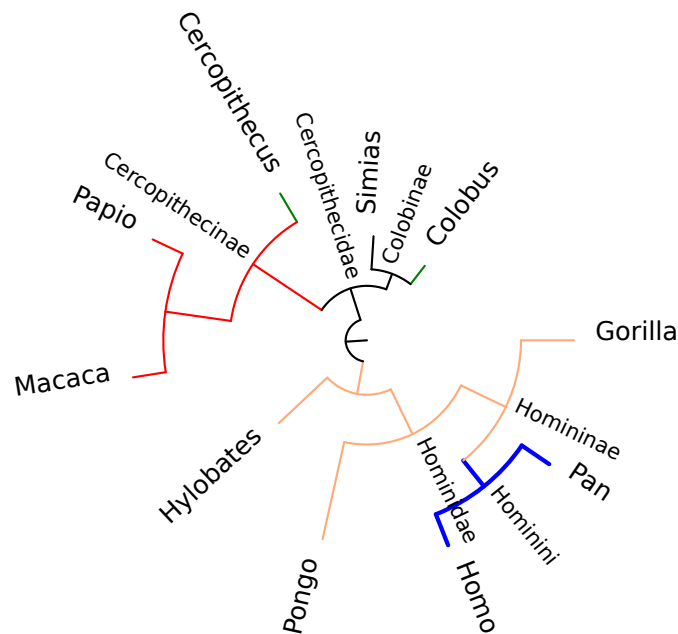 Cercopithecus
Cercopithecidae
Simias
Cercopithecinae
Colobinae
Colobus
Papio
Macaca
Gorilla
Homininae
Hylobates
Hominidae
Pan
Hominini
Pongo
Homo